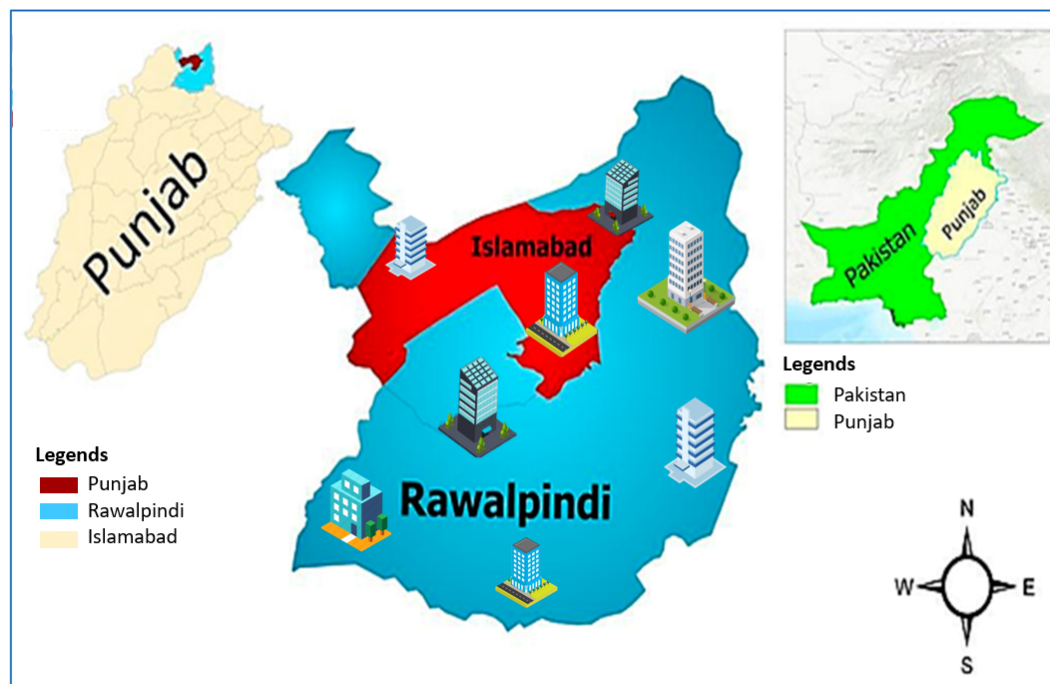 Punjab
Islamabad
Rawalpindi
Pakistan
Punjab
Legends
Pakistan
Punjab
Legends
Punjab
Rawalpindi
Islamabad
N
W
E
S